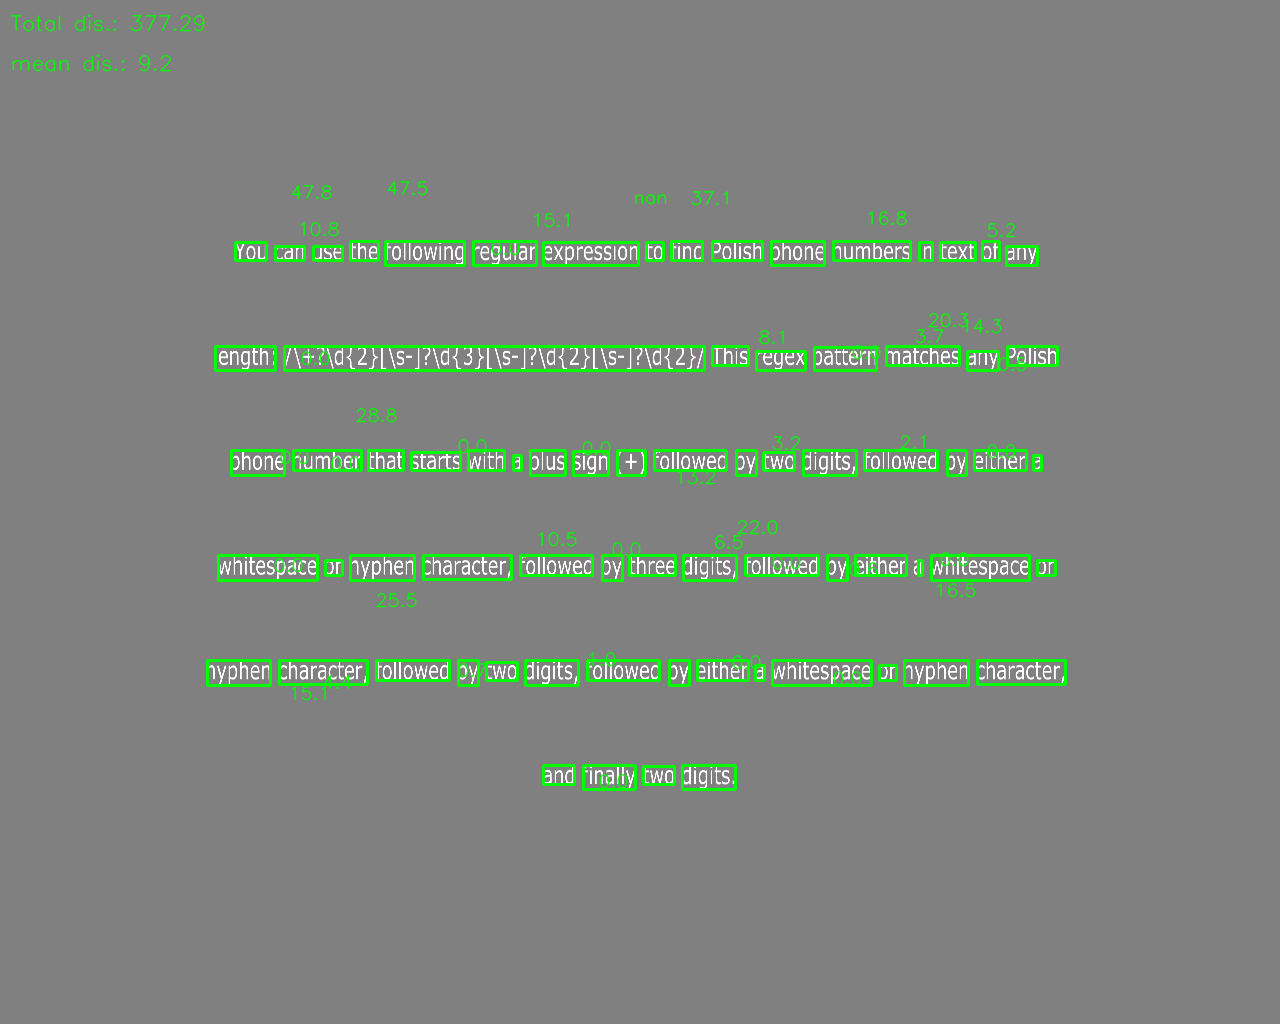 Total dis.: 377.29
mean dis.: 9.2
47.8 47.5 nan 37.1
10.8 15.1 16.8 5.2
You can use the following regular expression to find Polish phone numbers in text of any
20.3 14.3
8.1 3.7
length: /\+?\d{2}[\s-]?\d{3}[\s-]?\d{2}[\s-]?\d{2}/ This regex pattern matches any Polish
28.8
0.0 0.0 3.2 2.1 0.0
phone number that starts with a plus sign (+) followed by two digits, followed by either a
13.2
22.0
10.5 0.0 6.5
whitespace or hyphen character, followed by three digits, followed by either a whitespace or
25.5 16.5
1.8 0.0
hyphen character, followed by two digits, followed by either a whitespace or hyphen character,
15.1
and finally two digits.